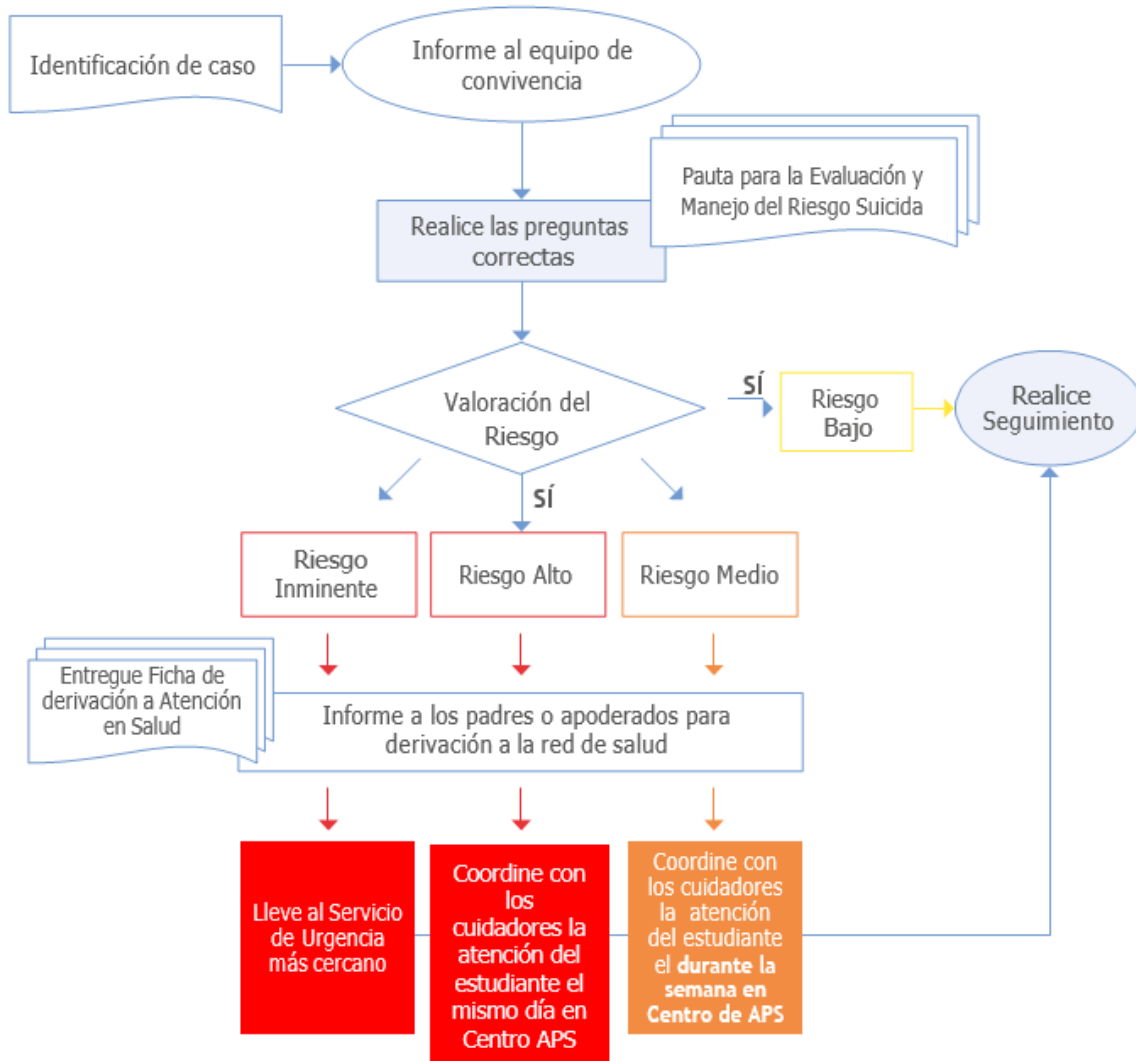 Identificación de caso
Informe al equipo de
convivencia
Pauta para la Evaluación y
Manejo del Riesgo Suicida
Realice las preguntas
correctas
Valoración del
Riesgo
SÍ
Riesgo
Bajo
Realice
Seguimiento
SÍ
Riesgo
Inminente
Riesgo Alto
Riesgo Medio
Entregue Ficha de
derivación a Atención
en Salud
Informe a los padres o apoderados para
derivación a la red de salud
Lleve al Servicio
de Urgencia
más cercano
Coordine con
los
cuidadores la
atención del
estudiante el
mismo día en
Centro APS
Coordine con
los cuidadores
la atención
del estudiante
el durante la
semana en
Centro de APS